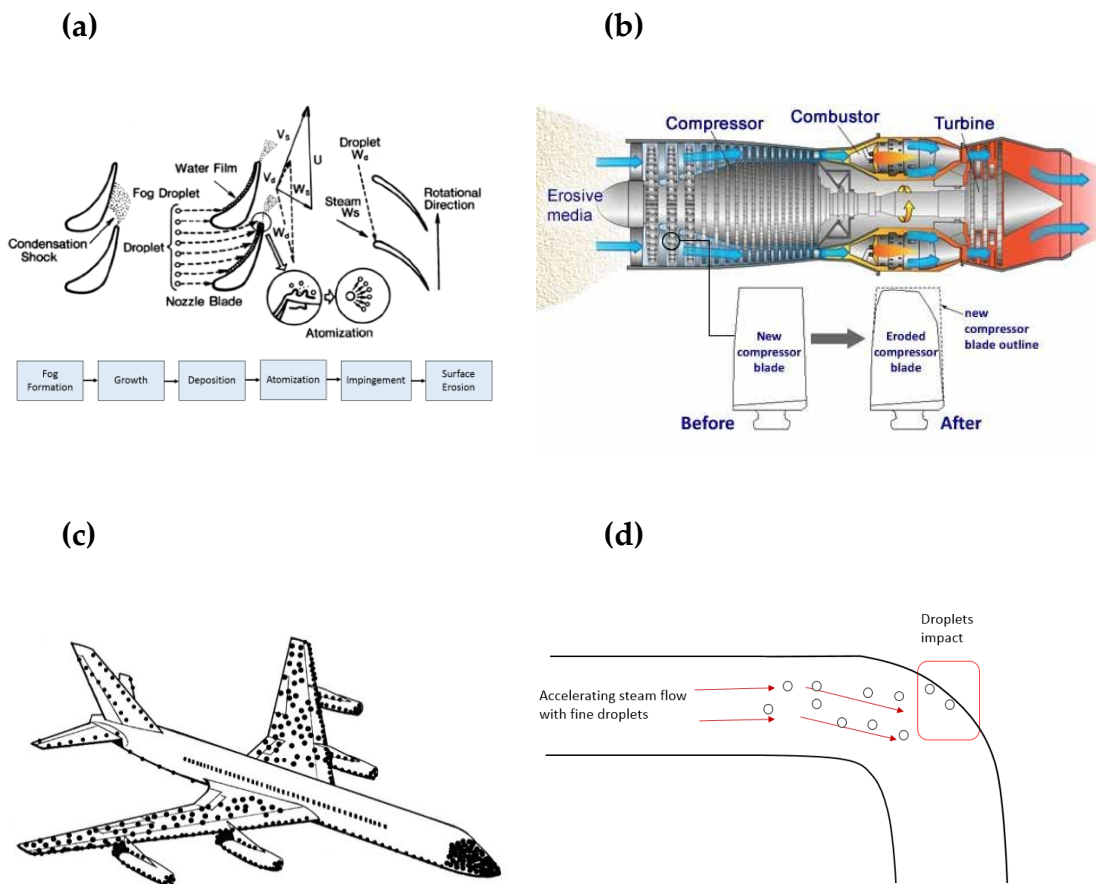 (a)
Vs
Droplet
Wd
U
Water Film
Vd
Ws
Fog Droplet
Steam
Ws
Rotational
Direction
Condensation
Shock
Droplet
Wd
Nozzle Blade
Atomization
Fog
Formation
Growth
Deposition
Atomization
Impingement
Surface
Erosion
(b)
Compressor
Combustor
Turbine
Erosive
media
New
compressor
blade
Eroded
compressor
blade
new
compressor
blade outline
Before
After
(c)
(d)
Droplets
impact
Accelerating steam flow
with fine droplets